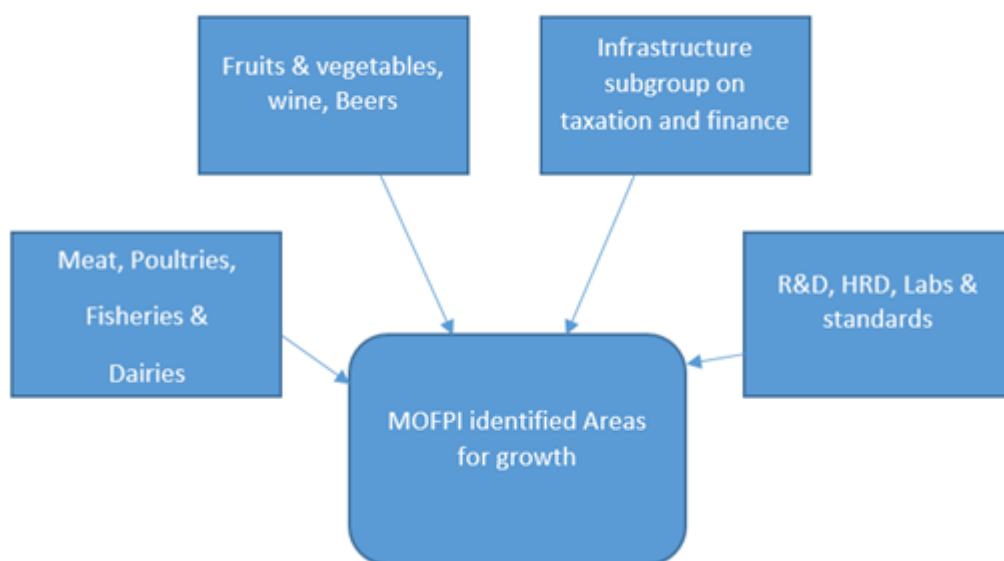 Fruits & vegetables,
wine, Beers
Infrastructure
subgroup on
taxation and finance
Meat, Poultries,
Fisheries &
Dairies
R&D, HRD, Labs &
standards
MOFPI identified Areas
for growth